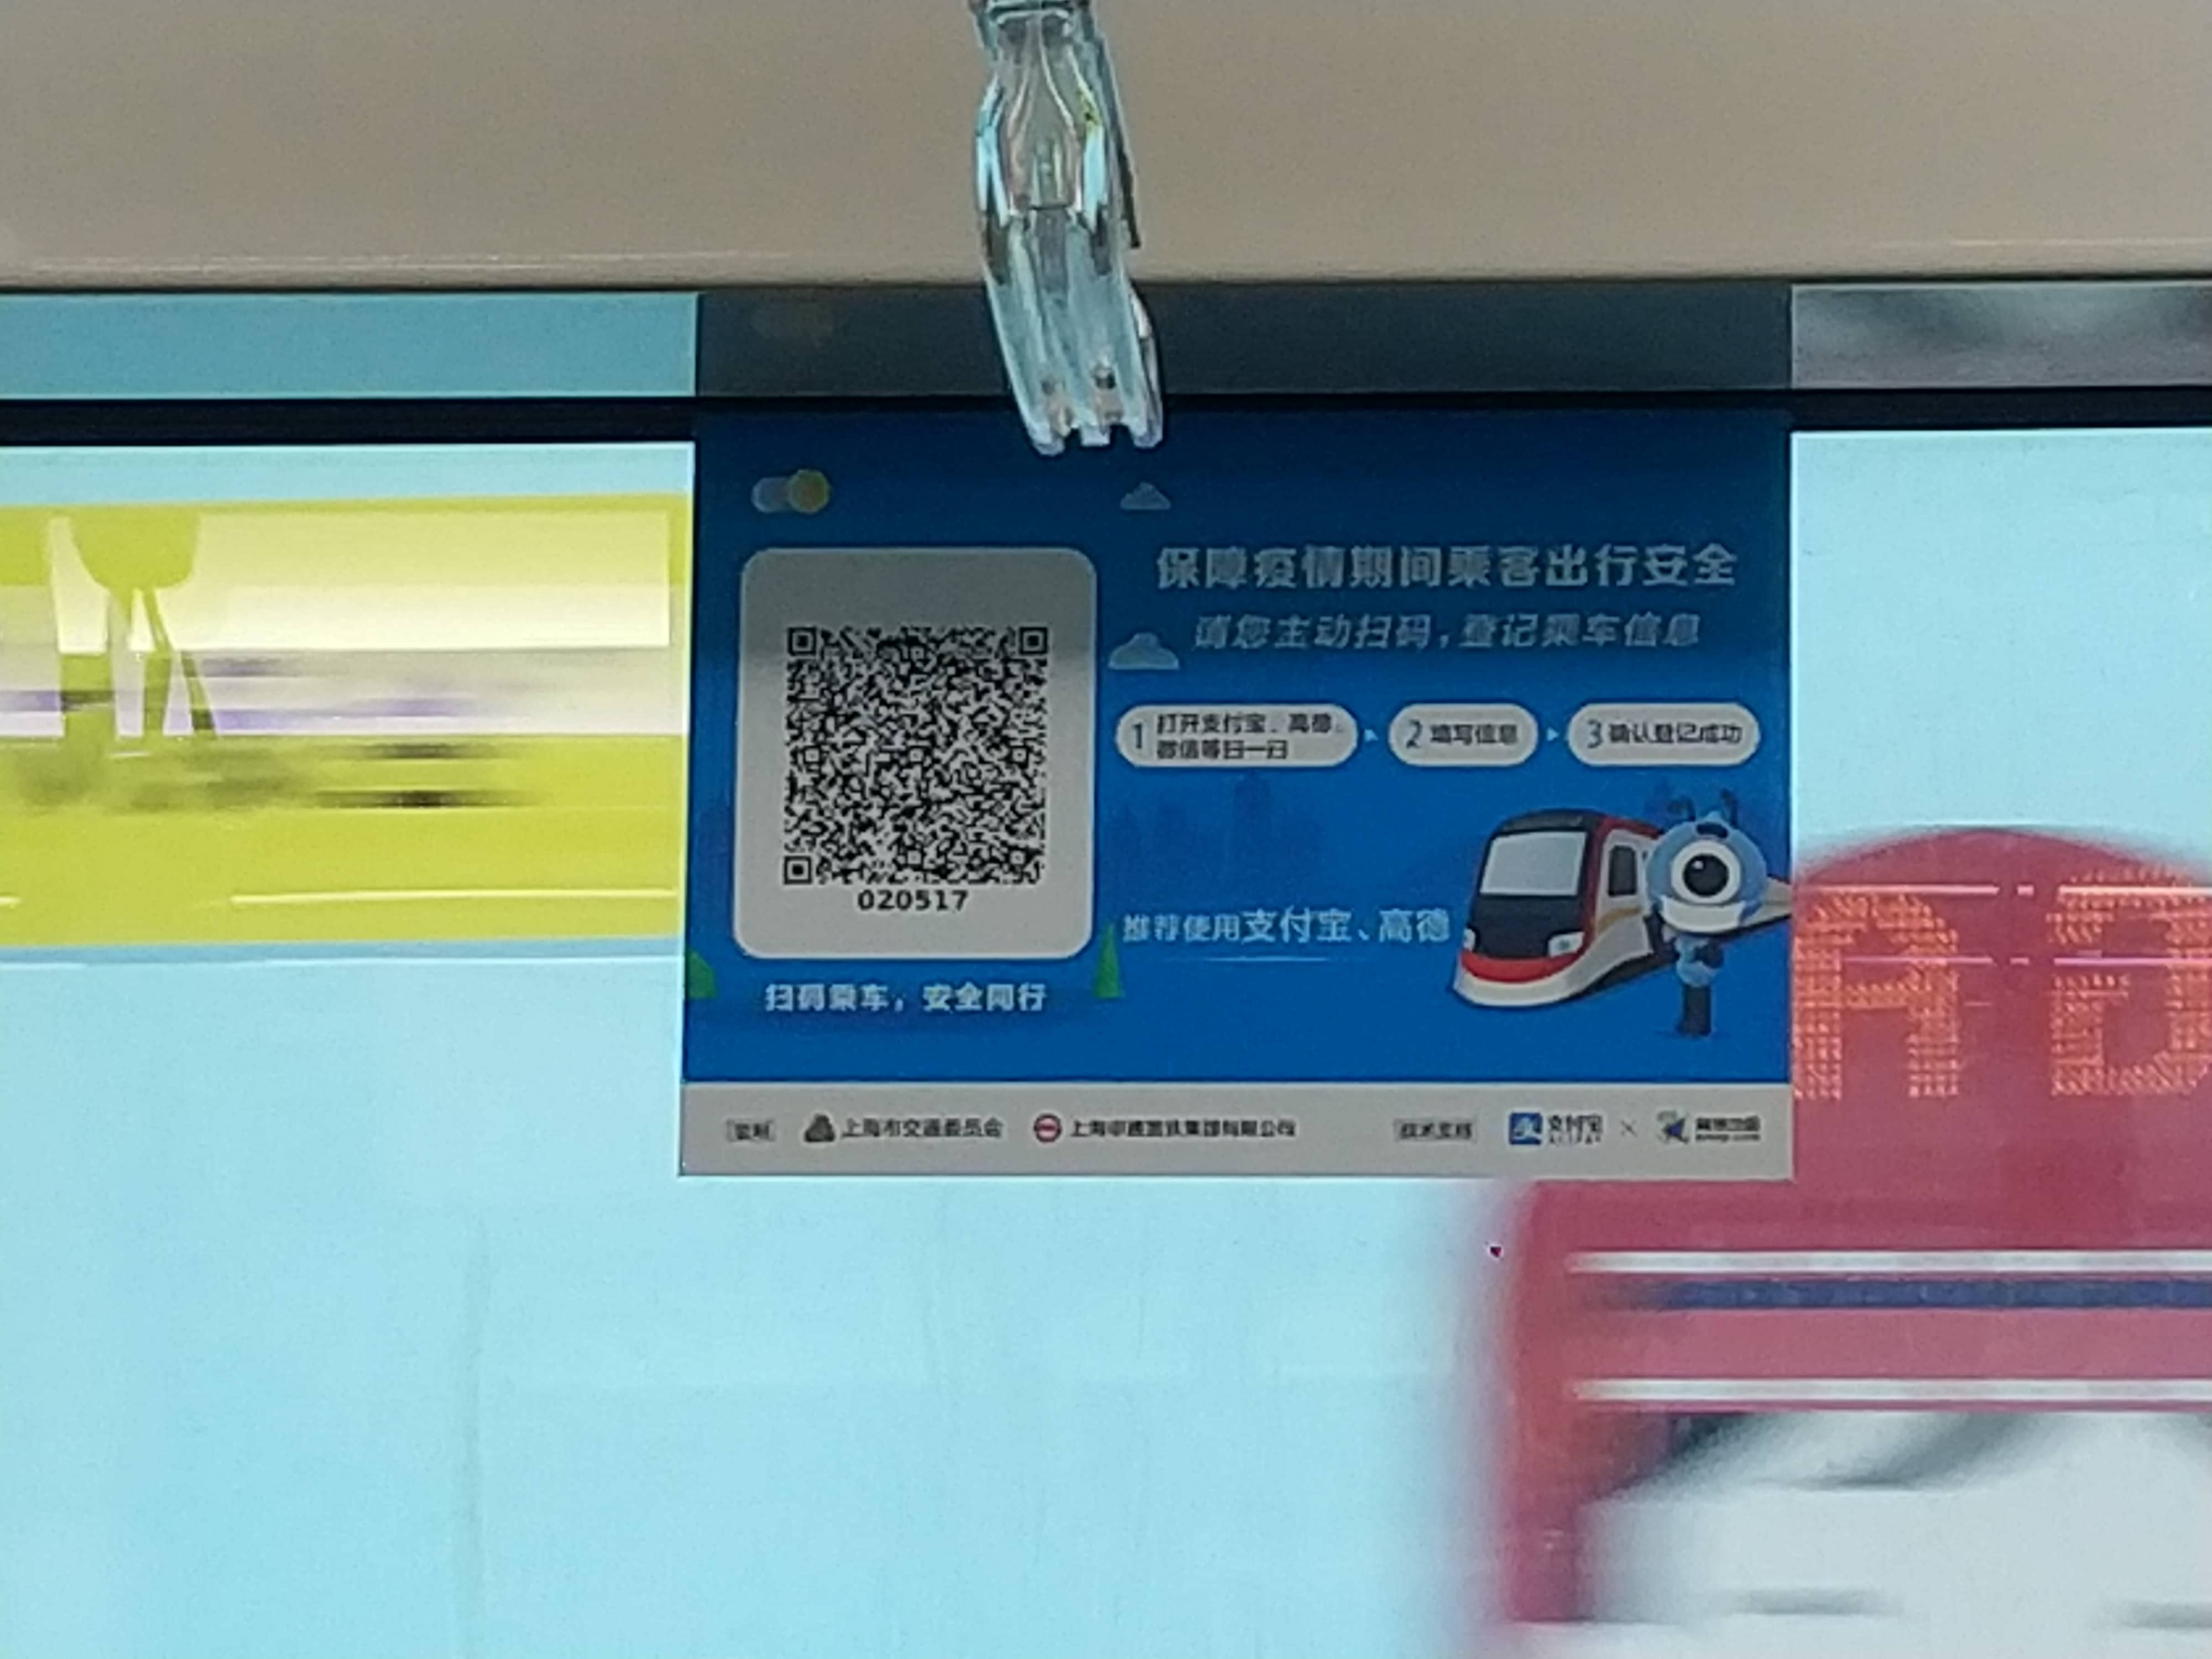 保障疫情期间乘客出行安全
请您主动扫码，登记乘车信息
1 打开支付宝、高德、
微信等扫一扫
2 填写信息
3 确认登记成功
020517
推荐使用支付宝、高德
扫码乘车，安全同行
监制 上海市交通委员会 上海申通地铁集团有限公司 技术支持 支付宝 × 高德地图